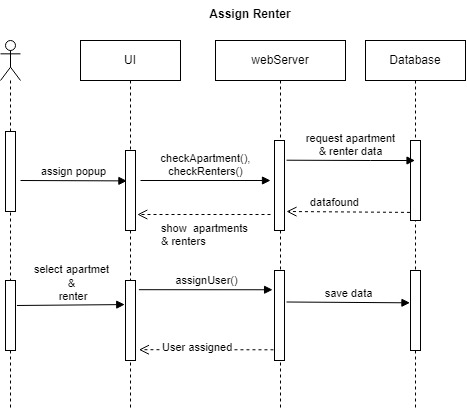 Assign Renter
UI
webServer
Database
request apartment
& renter data
checkApartment(),
checkRenters()
assign popup
datafound
show apartments
& renters
select apartmet
&
renter
assignUser()
save data
User assigned